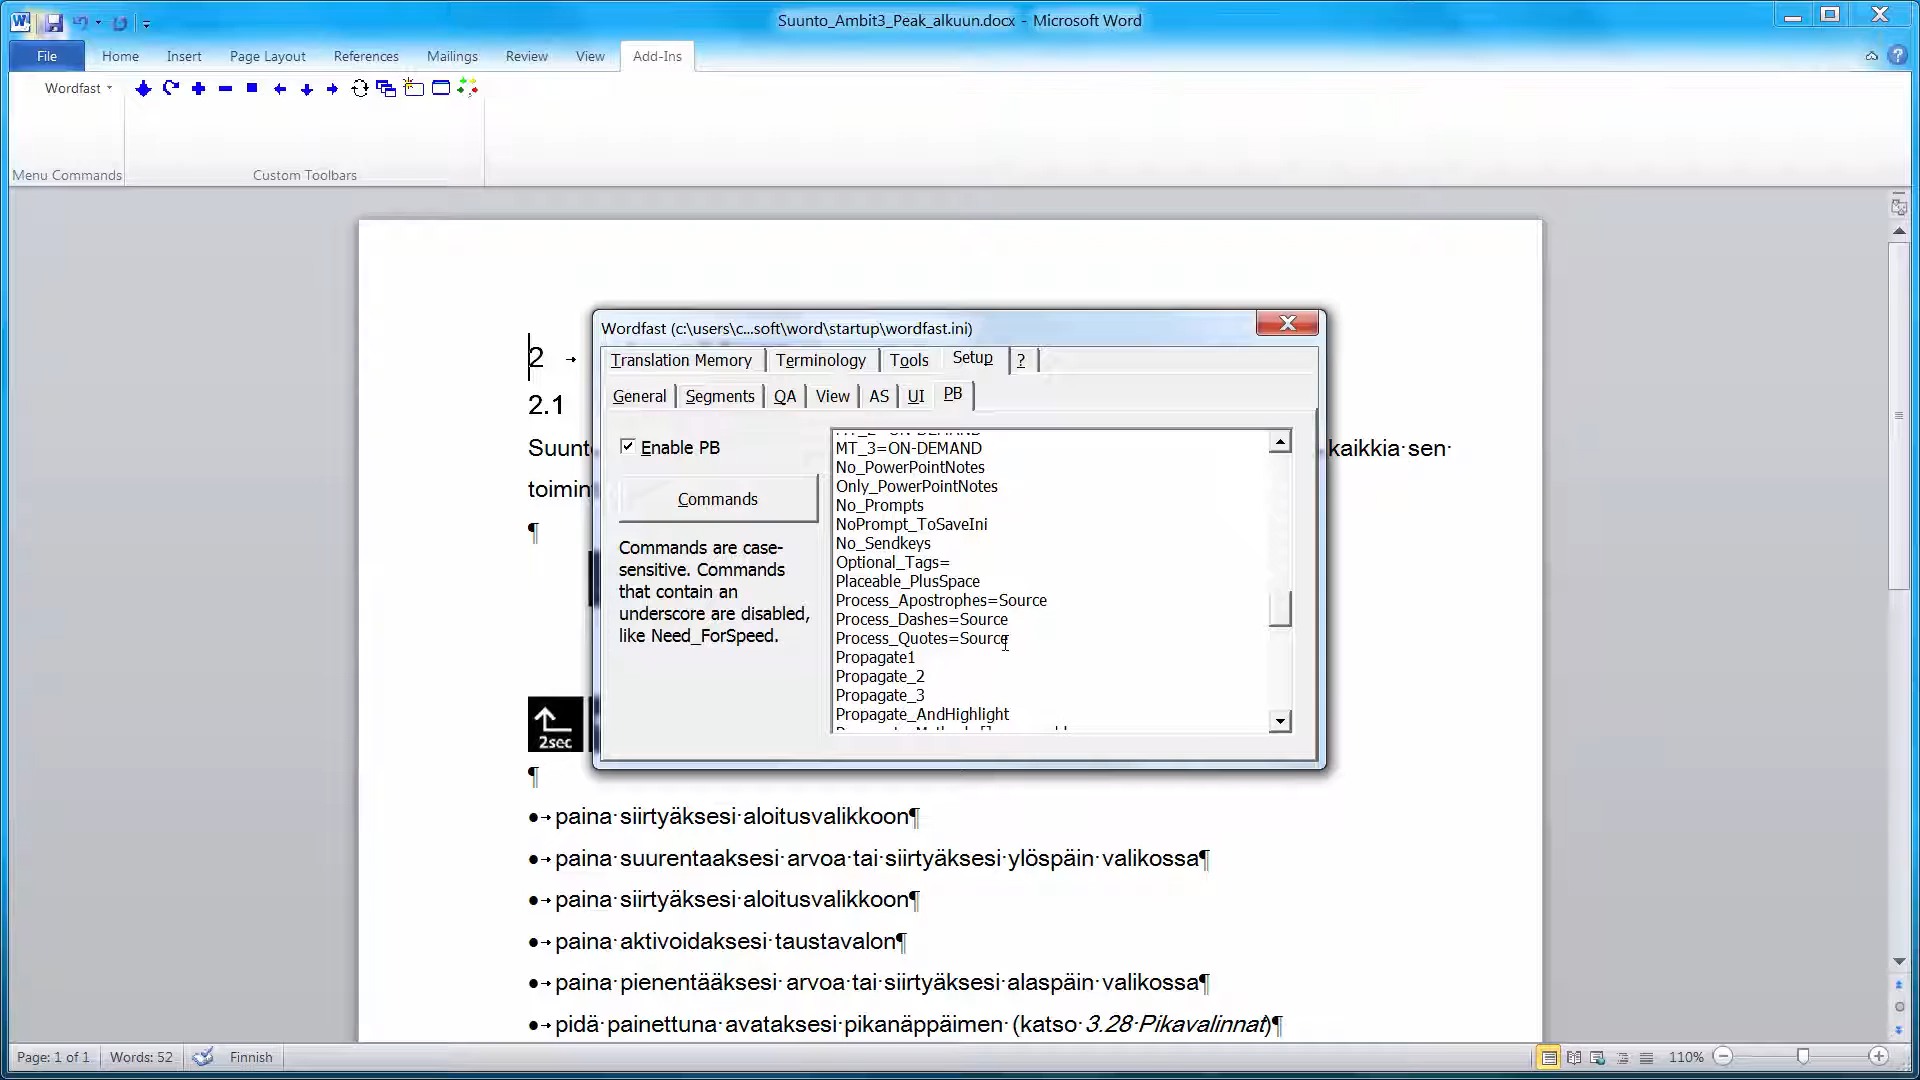 Suunto_Ambit3_Peak_alkuun.docx - Microsoft Word
File Home Insert Page Layout References Mailings Review View Add-Ins
Wordfast
Menu Commands Custom Toolbars
2
2.1
kaikkia sen
¶
2sec
¶
paina siirtyäksesi aloitusvalikkoon¶
paina suurentaaksesi arvoa tai siirtyäksesi ylöspäin valikossa¶
paina siirtyäksesi aloitusvalikkoon¶
paina aktivoidaksesi taustavalon¶
paina pienentääksesi arvoa tai siirtyäksesi alaspäin valikossa¶
pidä painettuna avataksesi pikanäppäimen (katso 3.28 Pikavalinnat)¶
Wordfast (c:\users\c...soft\word\startup\wordfast.ini)
Translation Memory Terminology Tools Setup ?
General Segments QA View AS UI PB
Enable PB
Commands
Commands are case-
sensitive. Commands
that contain an
underscore are disabled,
like Need_ForSpeed.
MT_3=ON-DEMAND
No_PowerPointNotes
Only_PowerPointNotes
No_Prompts
NoPrompt_ToSaveIni
No_Sendkeys
Optional_Tags=
Placeable_PlusSpace
Process_Apostrophes=Source
Process_Dashes=Source
Process_Quotes=Source
Propagate1
Propagate_2
Propagate_3
Propagate_AndHighlight
Page: 1 of 1 Words: 52 Finnish 110%